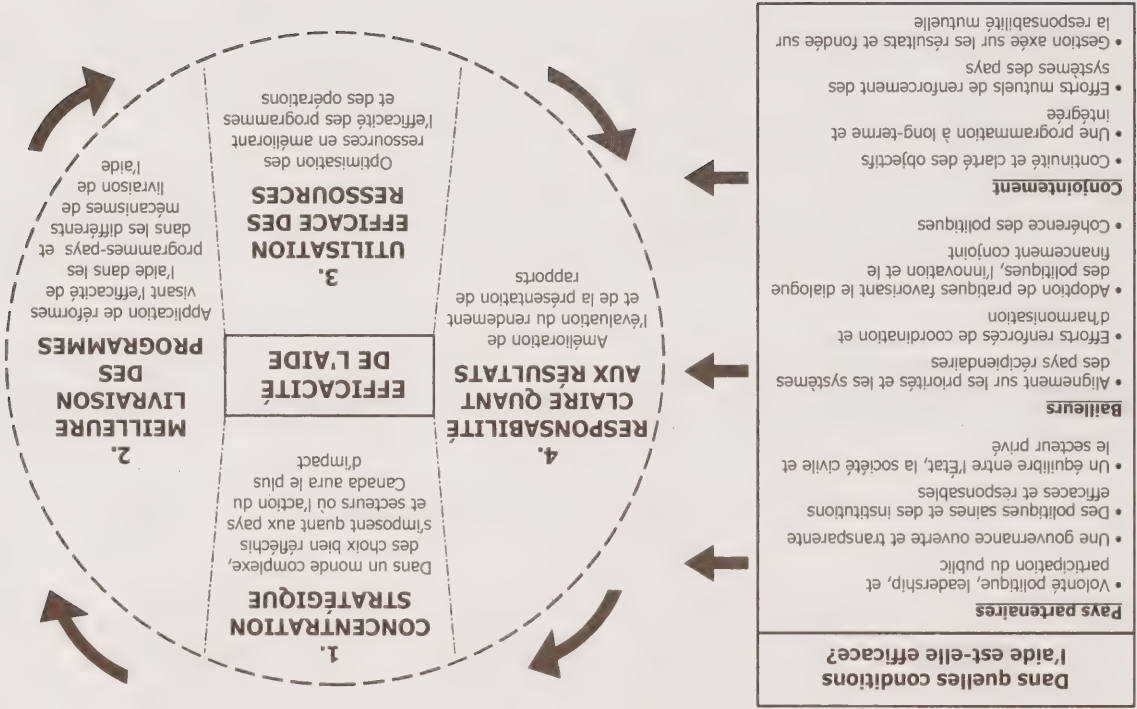 Dans quelles conditions
l'aide est-elle efficace?
Pays partenaires
• Volonté politique, leadership, et
participation du public
• Une gouvernance ouverte et transparente
• Des politiques saines et des institutions
efficaces et responsables
• Un équilibre entre l'État, la société civile et
le secteur privé
Bailleurs
• Alignement sur les priorités et les systèmes
des pays récipiendaires
• Efforts renforcés de coordination et
d'harmonisation
• Adoption de pratiques favorisant le dialogue
des politiques, l'innovation et le
financement conjoint
• Cohérence des politiques
Conjointement
• Continuité et clarté des objectifs
• Une programmation à long-terme et
intégrée
• Efforts mutuels de renforcement des
systèmes des pays
• Gestion axée sur les résultats et fondée sur
la responsabilité mutuelle
1.
CONCENTRATION
STRATÉGIQUE
Dans un monde complexe,
des choix bien réfléchis
s'imposent quant aux pays
et secteurs où l'action du
Canada aura le plus
d'impact
EFFICACITÉ
DE L'AIDE
2.
MEILLEURE
LIVRAISON
DES
PROGRAMMES
Application de réformes
visant l'efficacité de
l'aide dans les
programmes-pays et
dans les différents
mécanismes de
livraison de
l'aide
3.
UTILISATION
EFFICACE DES
RESSOURCES
Optimisation des
ressources en améliorant
l'efficacité des programmes
et des opérations
4.
RESPONSABILITÉ
CLAIRE QUANT
AUX RÉSULTATS
Amélioration de
l'évaluation du rendement
et de la présentation de
rapports